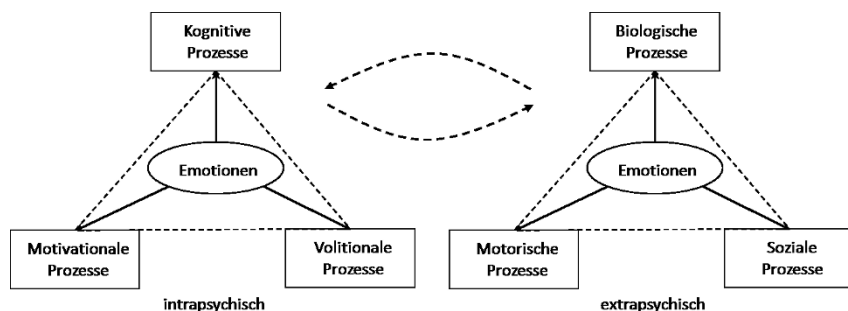 Kognitive
Prozesse
Emotionen
Motivationale
Prozesse
Volitionale
Prozesse
intrapsychisch
Biologische
Prozesse
Emotionen
Motorische
Prozesse
Soziale
Prozesse
extrapsychisch